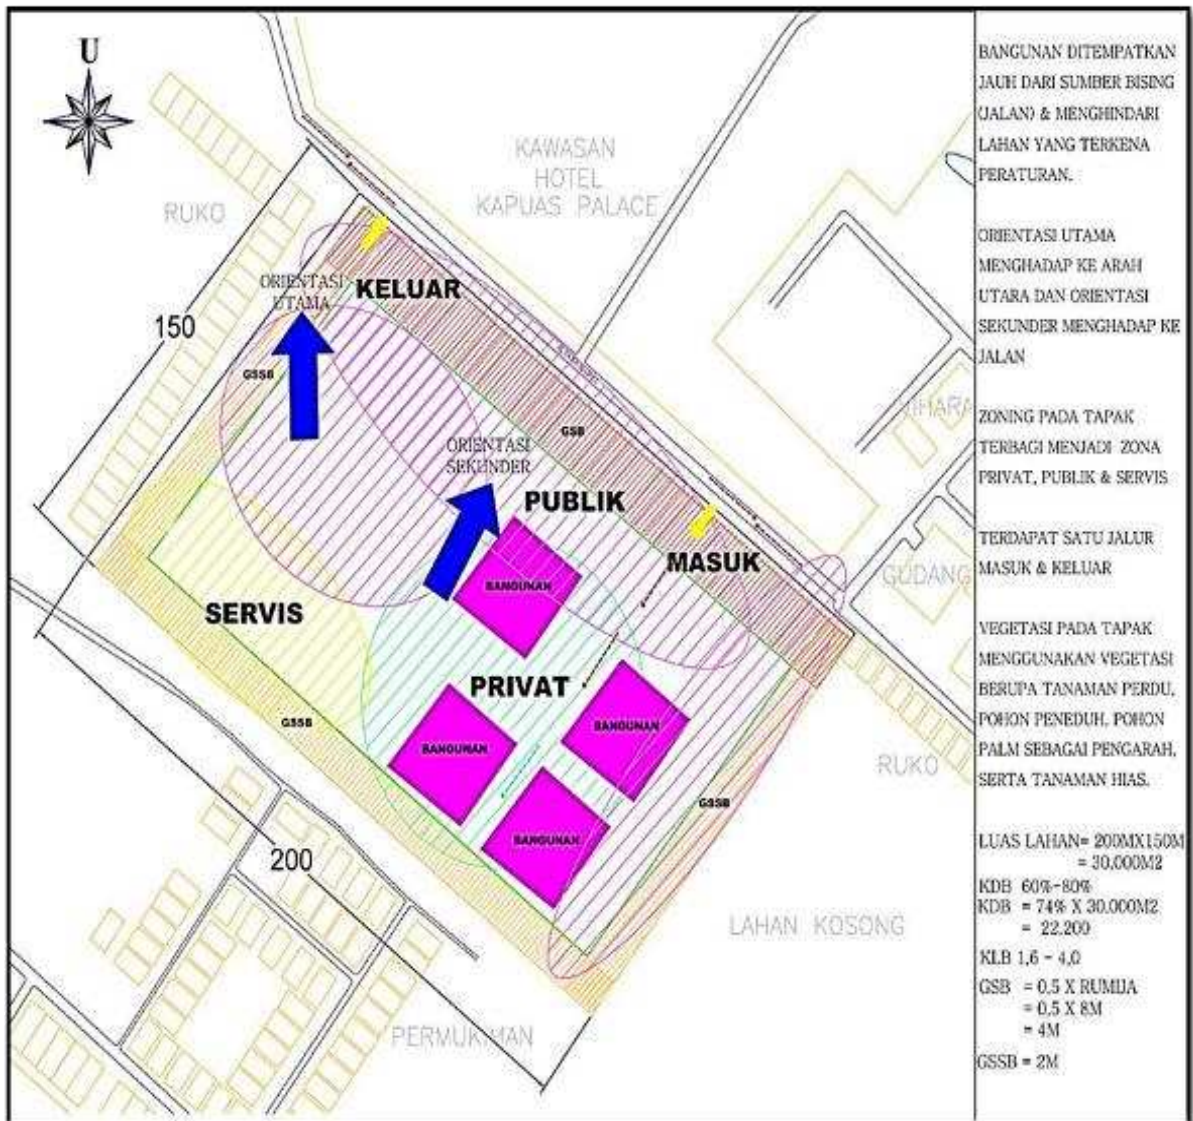 U
KAWASAN
HOTEL
KAPUAS PALACE
RUKO
ORIENTASI
UTAMA
KELUAR
150
GSSB
GSB
ORIENTASI
SEKUNDER
PUBLIK
MASUK
VIHARA
GUDANG
BANGUNAN
SERVIS
PRIVAT
GSSB
BANGUNAN
BANGUNAN
BANGUNAN
GSSB
RUKO
200
LAHAN KOSONG
PERMUKIMAN
BANGUNAN DITEMPATKAN
JAUH DARI SUMBER BISING
(JALAN) & MENGHINDARI
LAHAN YANG TERKENA
PERATURAN.
ORIENTASI UTAMA
MENGHADAP KE ARAH
UTARA DAN ORIENTASI
SEKUNDER MENGHADAP KE
JALAN
ZONING PADA TAPAK
TERBAGI MENJADI ZONA
PRIVAT, PUBLIK & SERVIS
TERDAPAT SATU JALUR
MASUK & KELUAR
VEGETASI PADA TAPAK
MENGGUNAKAN VEGETASI
BERUPA TANAMAN PERDU,
POHON PENEDUH, POHON
PALM SEBAGAI PENGARAH,
SERTA TANAMAN HIAS.
LUAS LAHAN= 200MX150M
= 30.000M2
KDB 60%-80%
KDB = 74% X 30.000M2
= 22.200
KLB 1,6 - 4,0
GSB = 0.5 X RUMIJA
= 0.5 X 8M
= 4M
GSSB = 2M